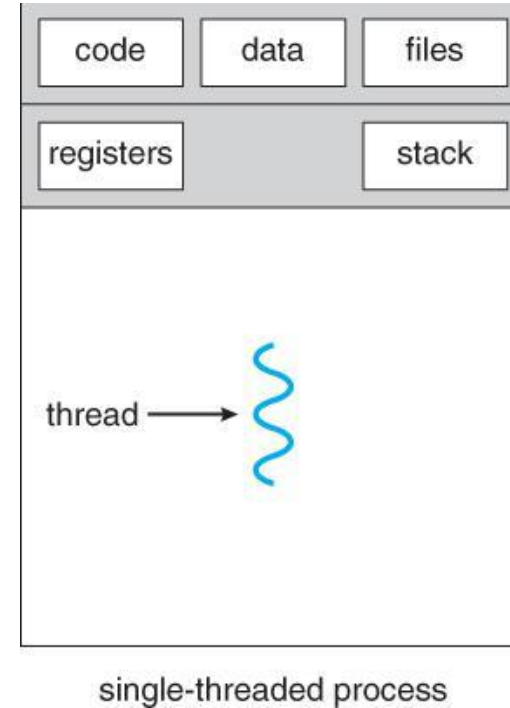 code data files
registers stack
thread
single-threaded process